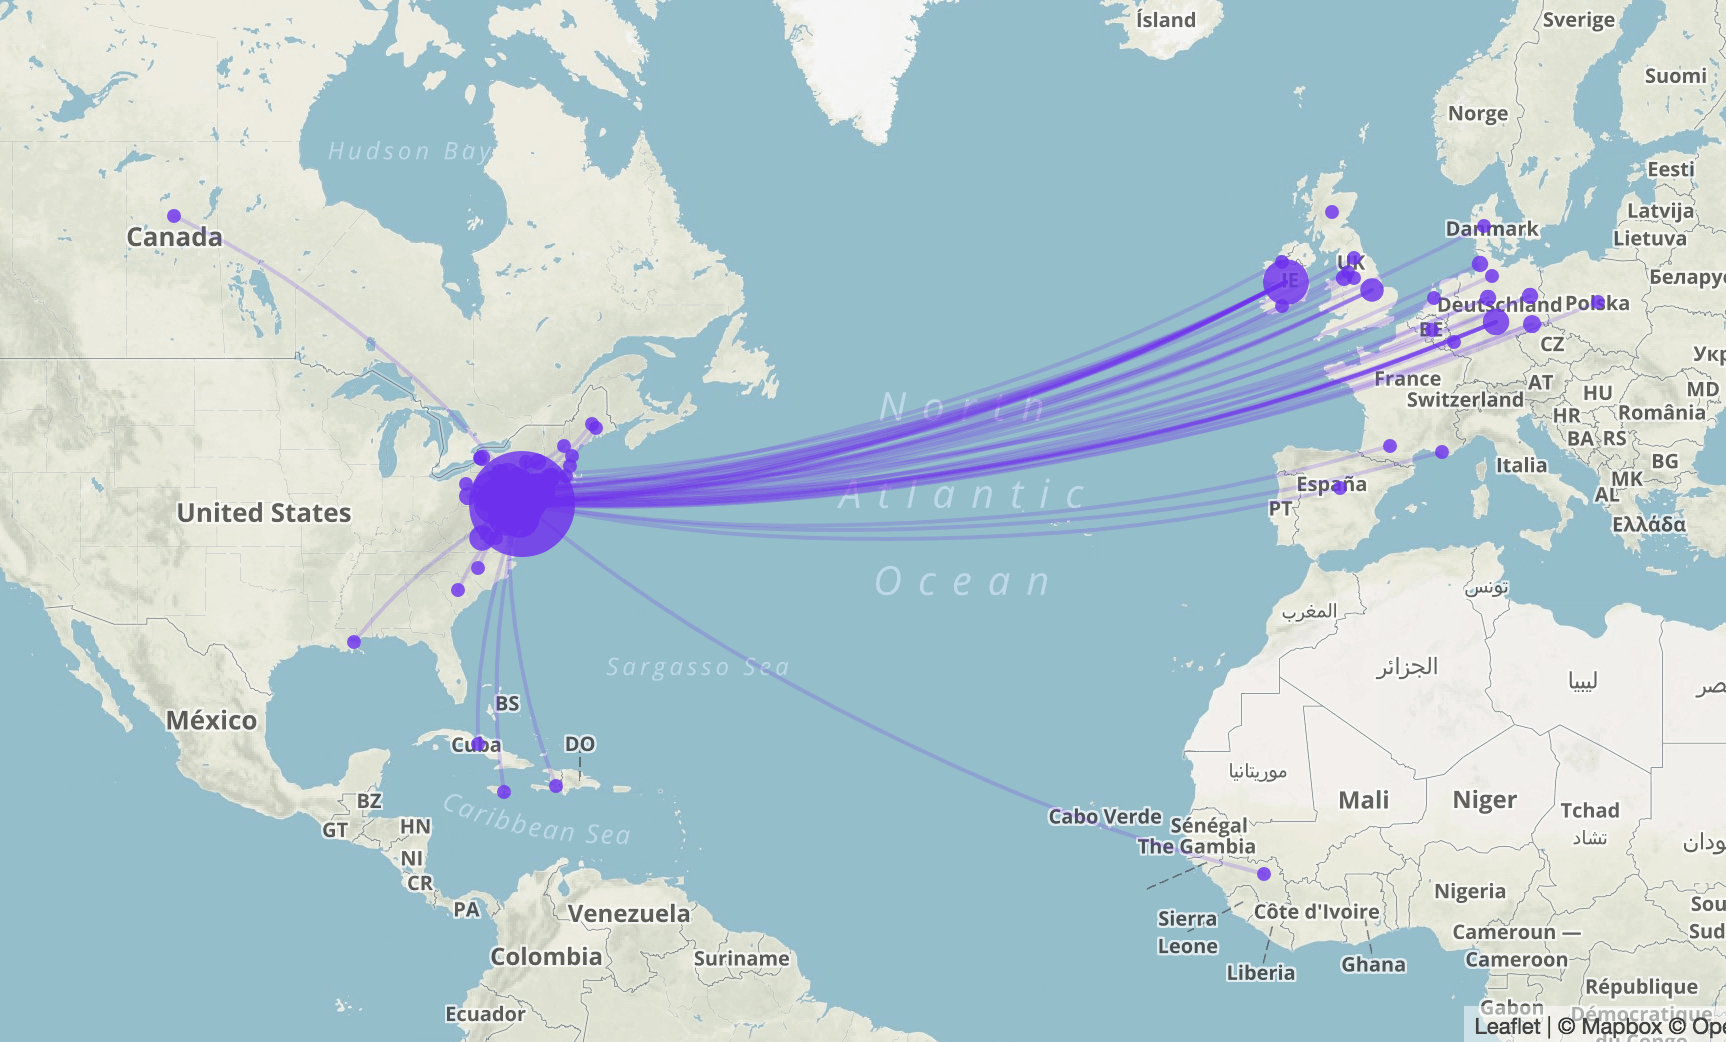 Ísland
Sverige
Suomi
Norge
Hudson Bay
Eesti
Latvija
Danmark
Lietuva
Canada
UK
IE
Беларус
Deutschland
Polska
BE
CZ
Укр
France
AT
MD
Switzerland
HU
HR
România
North
BA
RS
BG
Italia
MK
España
Atlantic
AL
PT
United States
Ελλάδα
Ocean
تونس
المغرب
Sargasso Sea
الجزائر
ليبيا
صر
BS
México
Cuba
DO
موريتانيا
BZ
Mali
Niger
Caribbean Sea
Tchad
تشاد
Cabo Verde
Sénégal
GT
HN
The Gambia
ودان
NI
CR
Nigeria
PA
Venezuela
Sierra
Leone
Côte d'Ivoire
Sou
Sud
Cameroun —
Cameroon
Colombia
Suriname
Liberia
Ghana
République
Démocratique
du Congo
Gabon
Ecuador
Leaflet | © Mapbox © Ope